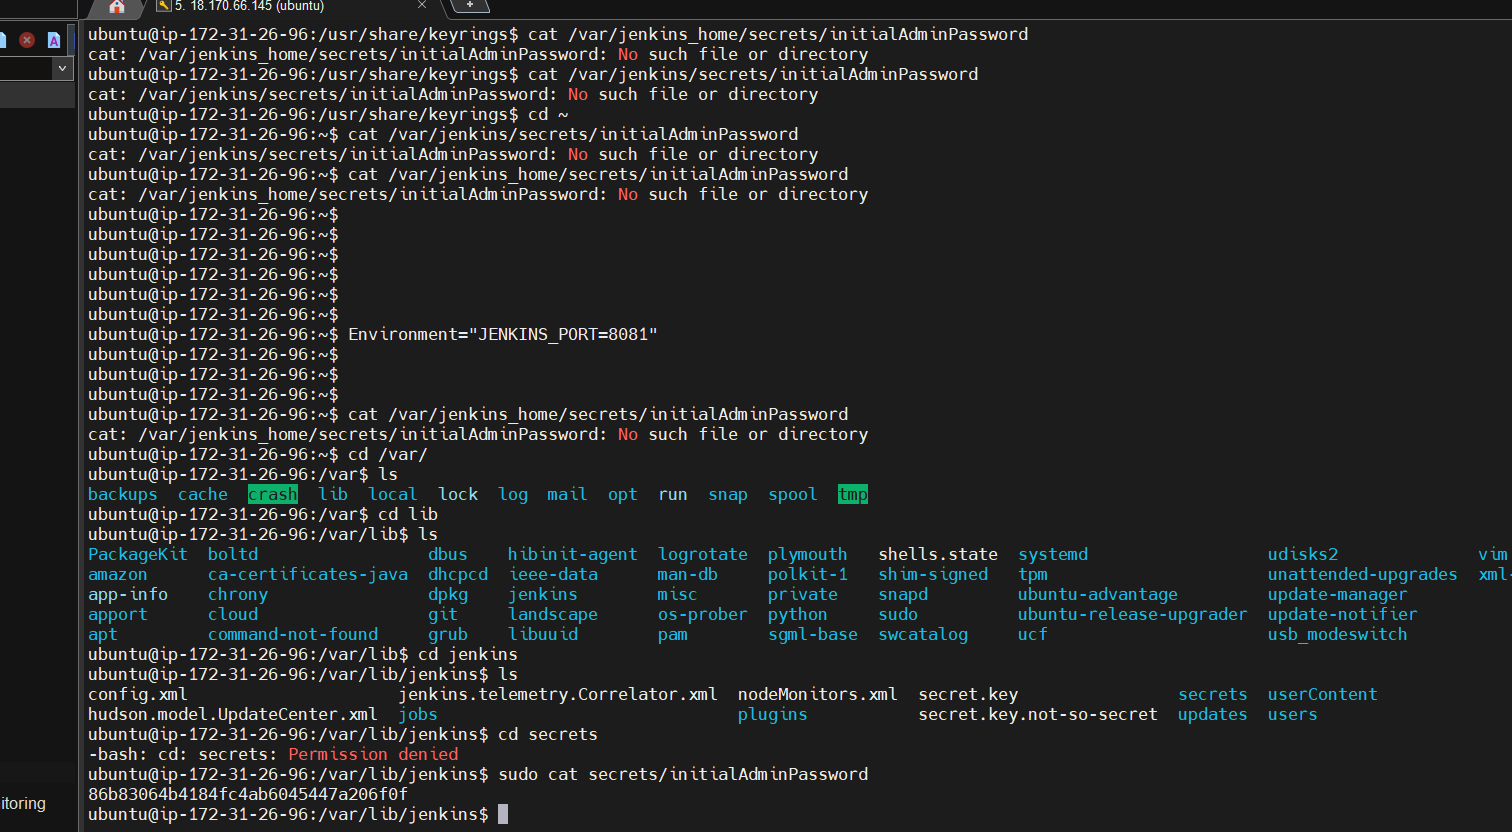 5. 18.170.66.145 (ubuntu)
ubuntu@ip-172-31-26-96:/usr/share/keyrings$ cat /var/jenkins_home/secrets/initialAdminPassword
cat: /var/jenkins_home/secrets/initialAdminPassword: No such file or directory
ubuntu@ip-172-31-26-96:/usr/share/keyrings$ cat /var/jenkins/secrets/initialAdminPassword
cat: /var/jenkins/secrets/initialAdminPassword: No such file or directory
ubuntu@ip-172-31-26-96:/usr/share/keyrings$ cd ~
ubuntu@ip-172-31-26-96:~$ cat /var/jenkins/secrets/initialAdminPassword
cat: /var/jenkins/secrets/initialAdminPassword: No such file or directory
ubuntu@ip-172-31-26-96:~$ cat /var/jenkins_home/secrets/initialAdminPassword
cat: /var/jenkins_home/secrets/initialAdminPassword: No such file or directory
ubuntu@ip-172-31-26-96:~$
ubuntu@ip-172-31-26-96:~$
ubuntu@ip-172-31-26-96:~$
ubuntu@ip-172-31-26-96:~$
ubuntu@ip-172-31-26-96:~$
ubuntu@ip-172-31-26-96:~$
ubuntu@ip-172-31-26-96:~$ Environment="JENKINS_PORT=8081"
ubuntu@ip-172-31-26-96:~$
ubuntu@ip-172-31-26-96:~$
ubuntu@ip-172-31-26-96:~$
ubuntu@ip-172-31-26-96:~$ cat /var/jenkins_home/secrets/initialAdminPassword
cat: /var/jenkins_home/secrets/initialAdminPassword: No such file or directory
ubuntu@ip-172-31-26-96:~$ cd /var/
ubuntu@ip-172-31-26-96:/var$ ls
backups cache crash lib local lock log mail opt run snap spool tmp
ubuntu@ip-172-31-26-96:/var$ cd lib
ubuntu@ip-172-31-26-96:/var/lib$ ls
PackageKit boltd dbus hibinit-agent logrotate plymouth shells.state systemd udisks2 vim
amazon ca-certificates-java dhcpcd ieee-data man-db polkit-1 shim-signed tpm unattended-upgrades xml-
app-info chrony dpkg jenkins misc private snapd ubuntu-advantage update-manager
apport cloud git landscape os-prober python sudo ubuntu-release-upgrader update-notifier
apt command-not-found grub libuuid pam sgml-base swcatalog ucf usb_modeswitch
ubuntu@ip-172-31-26-96:/var/lib$ cd jenkins
ubuntu@ip-172-31-26-96:/var/lib/jenkins$ ls
config.xml jenkins.telemetry.Correlator.xml nodeMonitors.xml secret.key secrets userContent
hudson.model.UpdateCenter.xml jobs plugins secret.key.not-so-secret updates users
ubuntu@ip-172-31-26-96:/var/lib/jenkins$ cd secrets
-bash: cd: secrets: Permission denied
ubuntu@ip-172-31-26-96:/var/lib/jenkins$ sudo cat secrets/initialAdminPassword
86b83064b4184fc4ab6045447a206f0f
ubuntu@ip-172-31-26-96:/var/lib/jenkins$
itoring